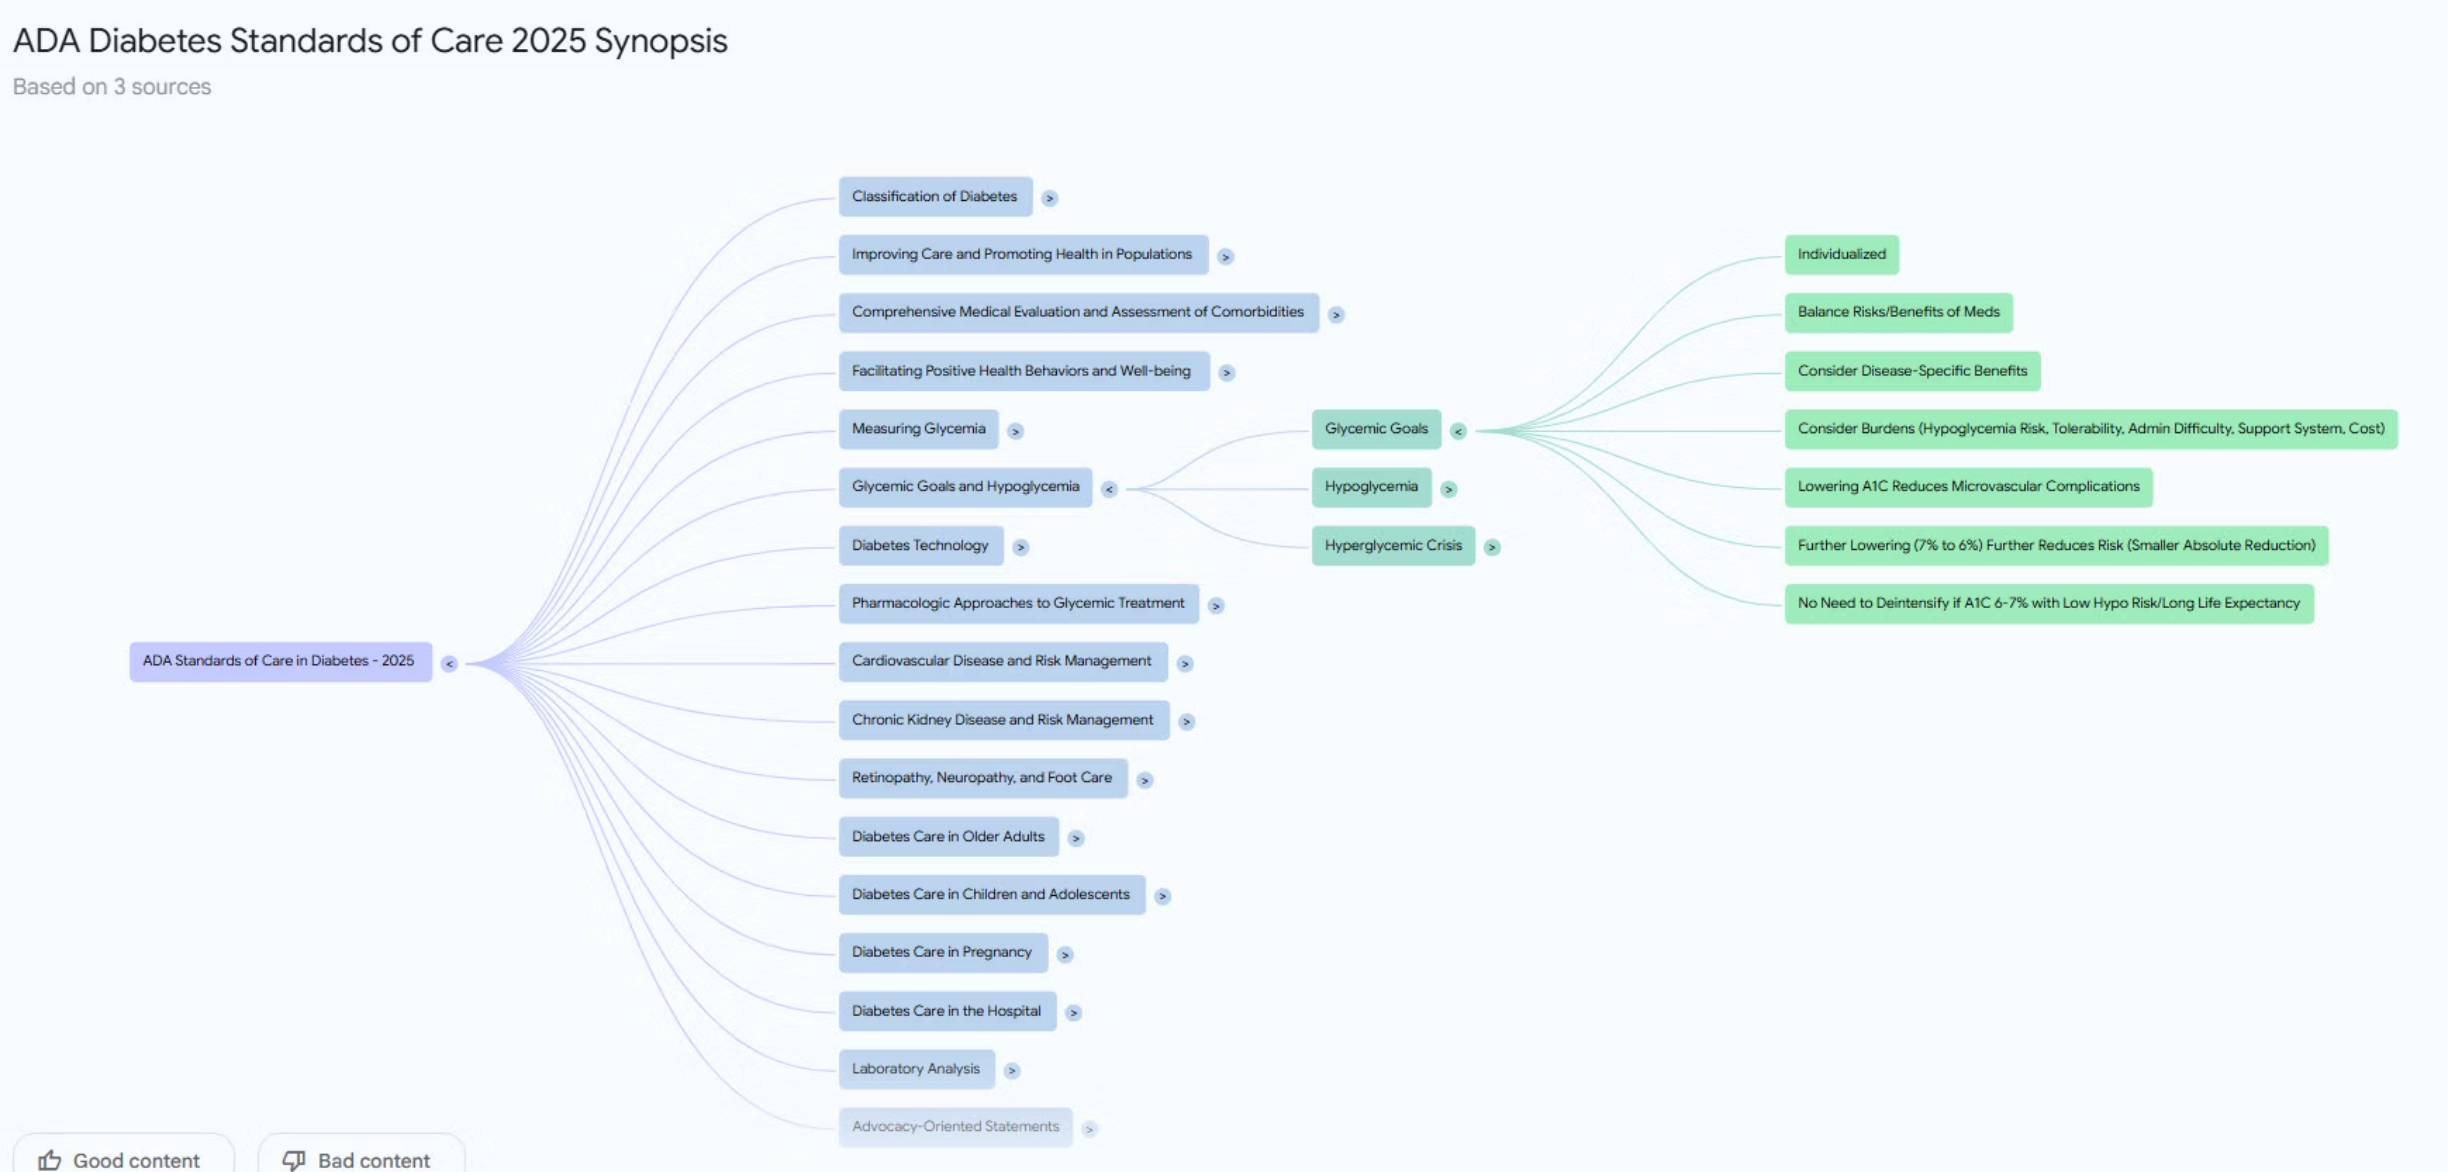 ADA Diabetes Standards of Care 2025 Synopsis
Based on 3 sources
ADA Standards of Care in Diabetes - 2025 <
Classification of Diabetes >
Improving Care and Promoting Health in Populations >
Comprehensive Medical Evaluation and Assessment of Comorbidities >
Facilitating Positive Health Behaviors and Well-being >
Measuring Glycemia >
Glycemic Goals and Hypoglycemia <
Diabetes Technology >
Pharmacologic Approaches to Glycemic Treatment >
Cardiovascular Disease and Risk Management >
Chronic Kidney Disease and Risk Management >
Retinopathy, Neuropathy, and Foot Care >
Diabetes Care in Older Adults >
Diabetes Care in Children and Adolescents >
Diabetes Care in Pregnancy >
Diabetes Care in the Hospital >
Laboratory Analysis >
Advocacy-Oriented Statements >
Glycemic Goals <
Hypoglycemia >
Hyperglycemic Crisis >
Individualized
Balance Risks/Benefits of Meds
Consider Disease-Specific Benefits
Consider Burdens (Hypoglycemia Risk, Tolerability, Admin Difficulty, Support System, Cost)
Lowering A1C Reduces Microvascular Complications
Further Lowering (7% to 6%) Further Reduces Risk (Smaller Absolute Reduction)
No Need to Deintensify if A1C 6-7% with Low Hypo Risk/Long Life Expectancy
Good content
Bad content